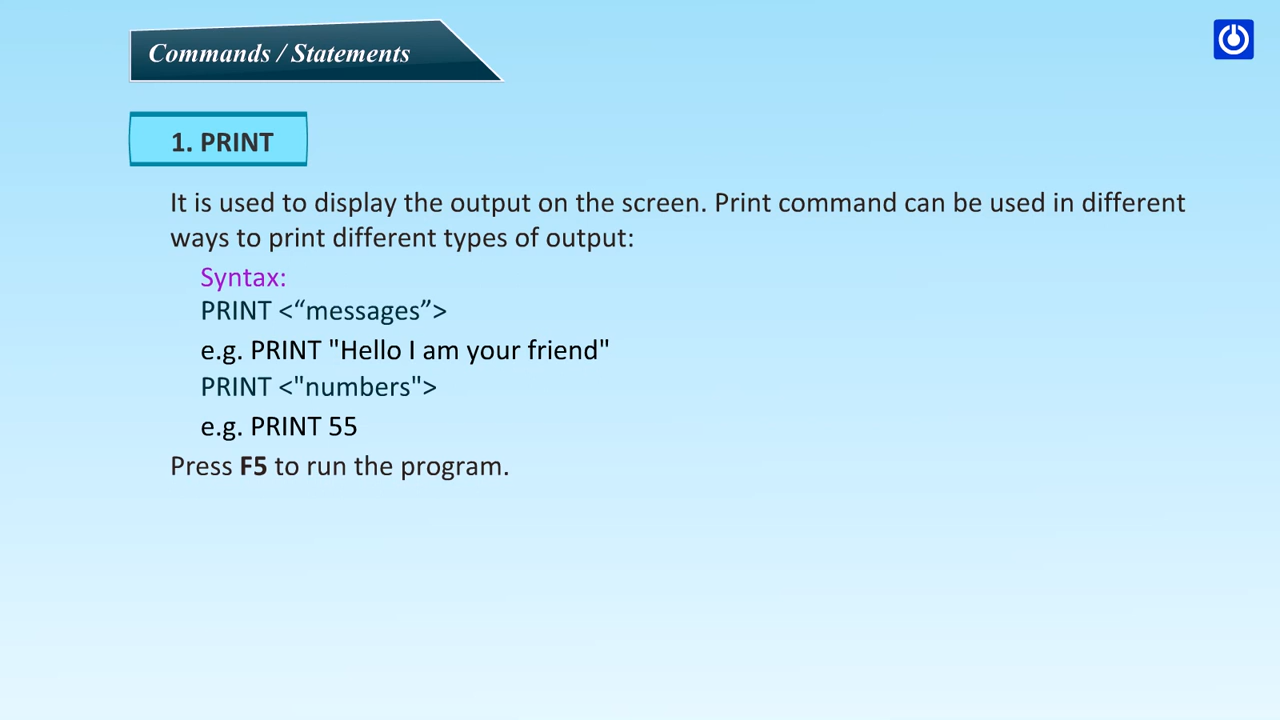 Commands / Statements
1. PRINT
It is used to display the output on the screen. Print command can be used in different
ways to print different types of output:
Syntax:
PRINT <“messages”>
e.g. PRINT "Hello I am your friend"
PRINT <"numbers">
e.g. PRINT 55
Press F5 to run the program.